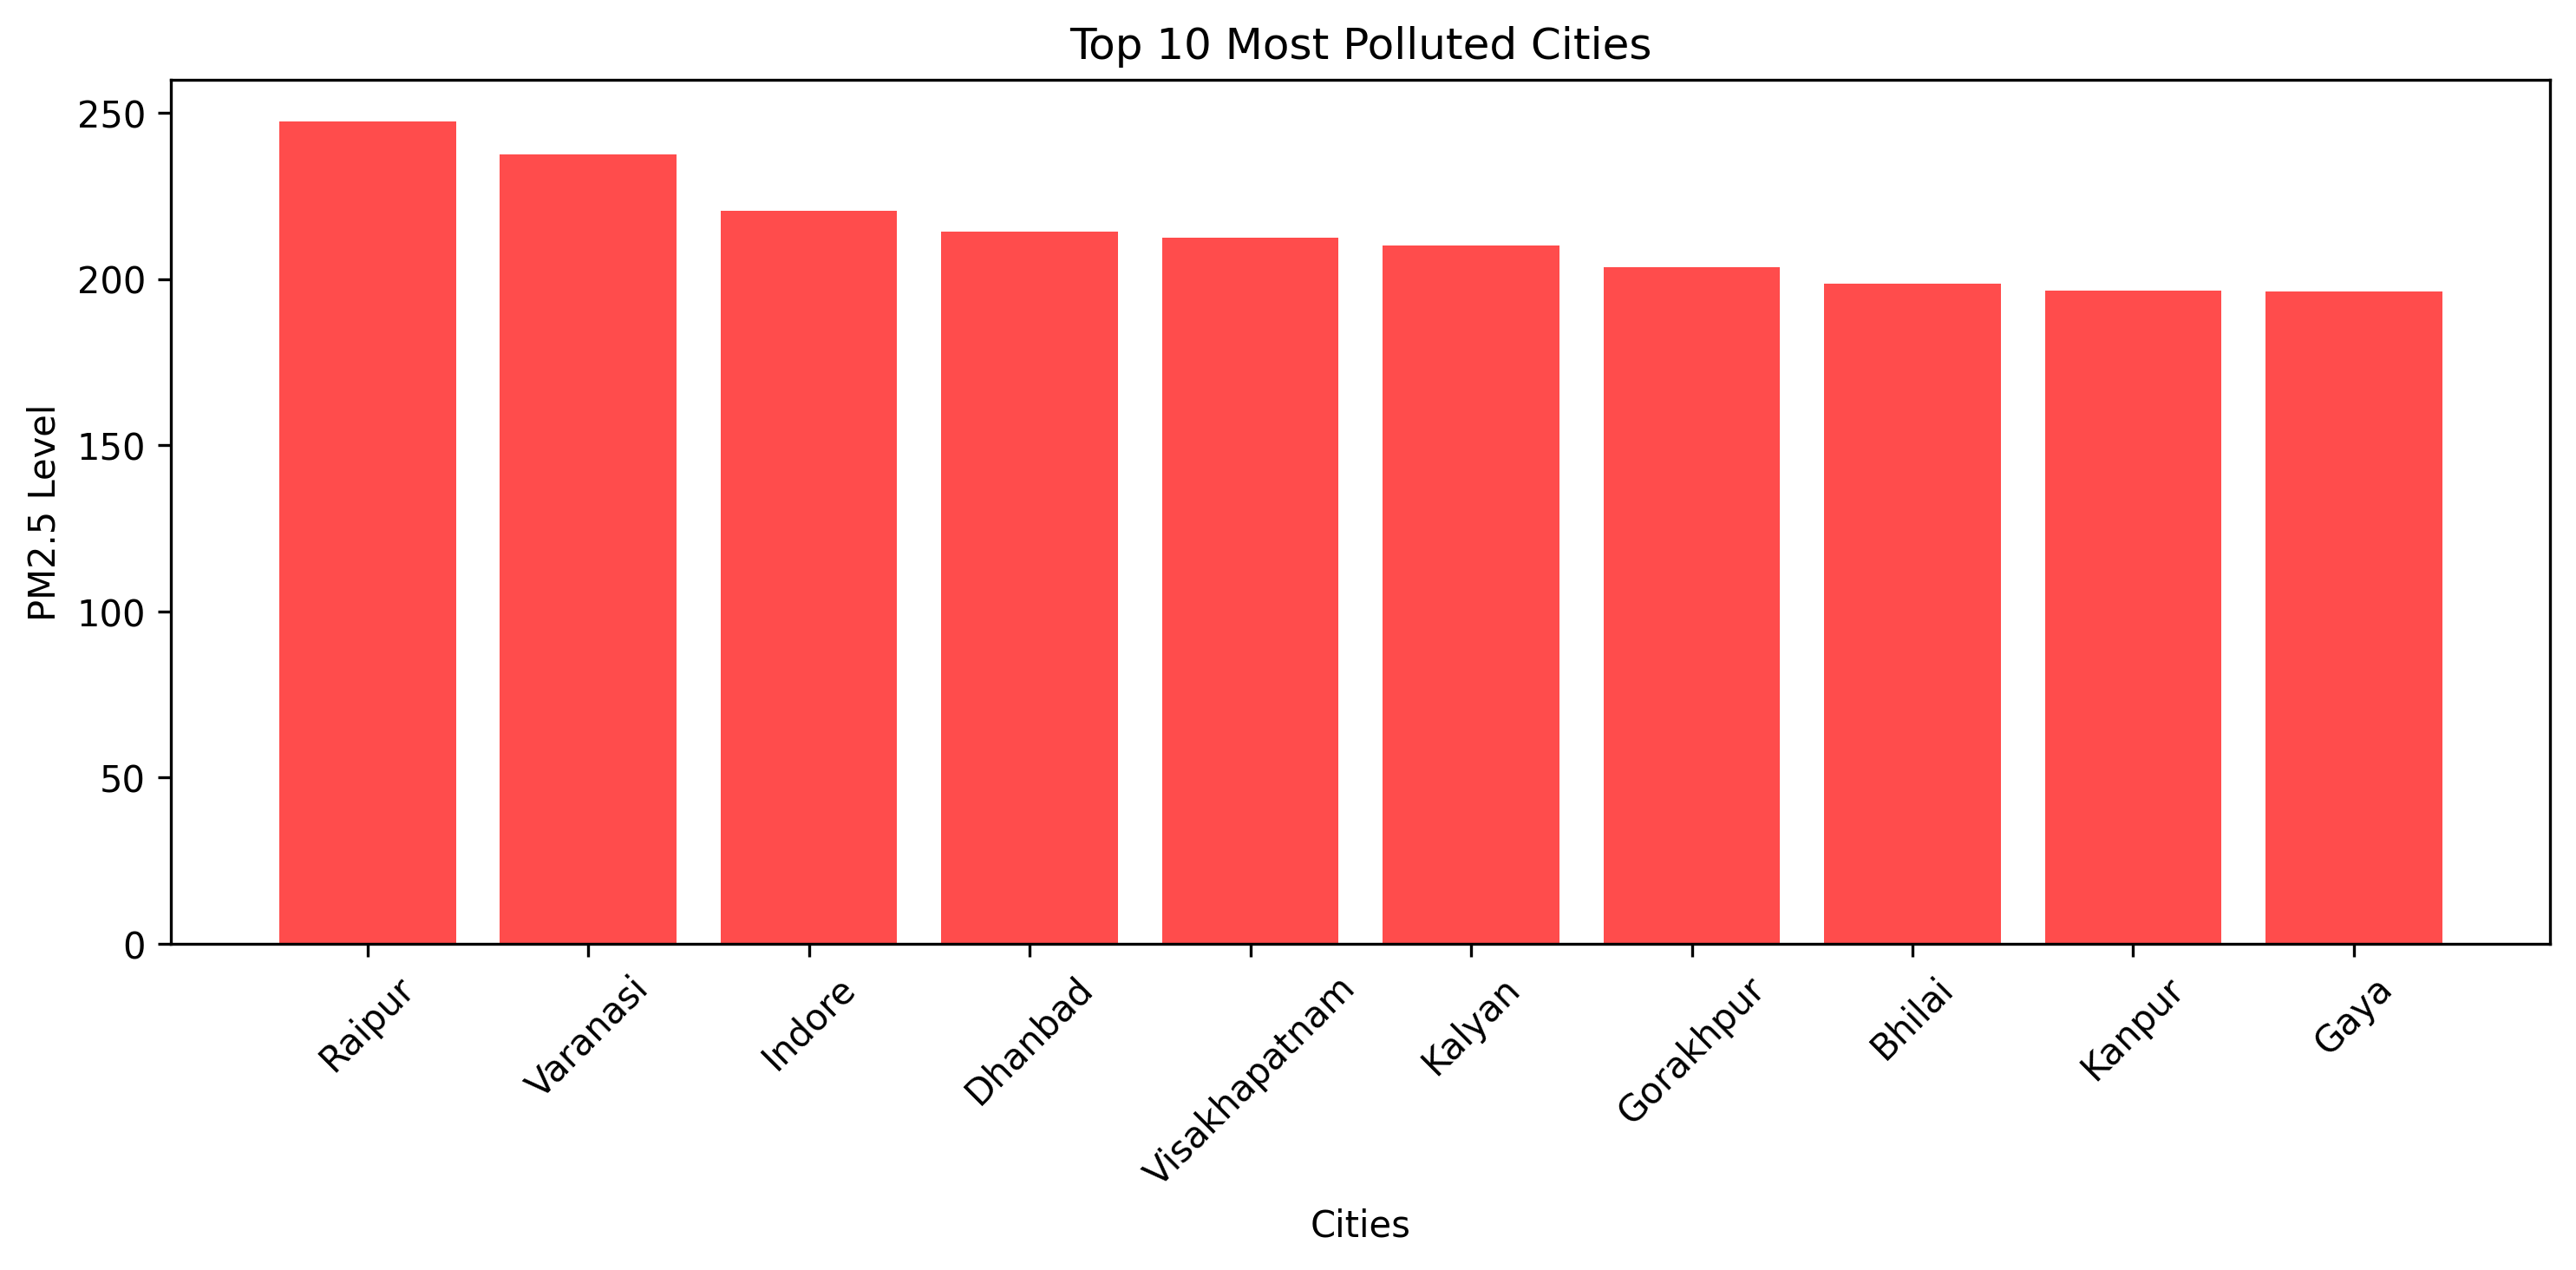 Top 10 Most Polluted Cities
PM2.5 Level
250
200
150
100
50
0
Raipur
Varanasi
Indore
Dhanbad
Visakhapatnam
Kalyan
Gorakhpur
Bhilai
Kanpur
Gaya
Cities